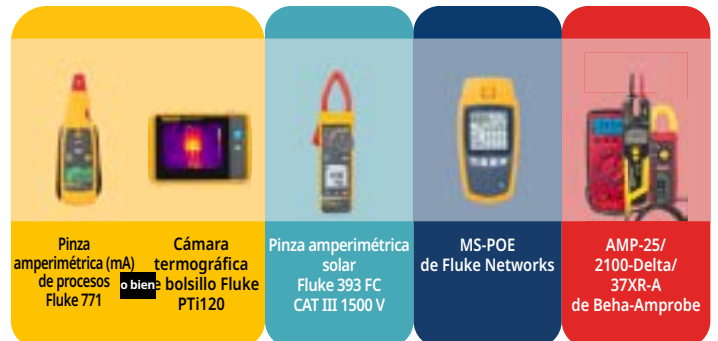 Pinza
amperimétrica (mA)
de procesos
Fluke 771
o bien
Cámara
termográfica
e bolsillo Fluke
PTi120
Pinza amperimétrica
solar
Fluke 393 FC
CAT III 1500 V
MS-POE
de Fluke Networks
AMP-25/
2100-Delta/
37XR-A
de Beha-Amprobe